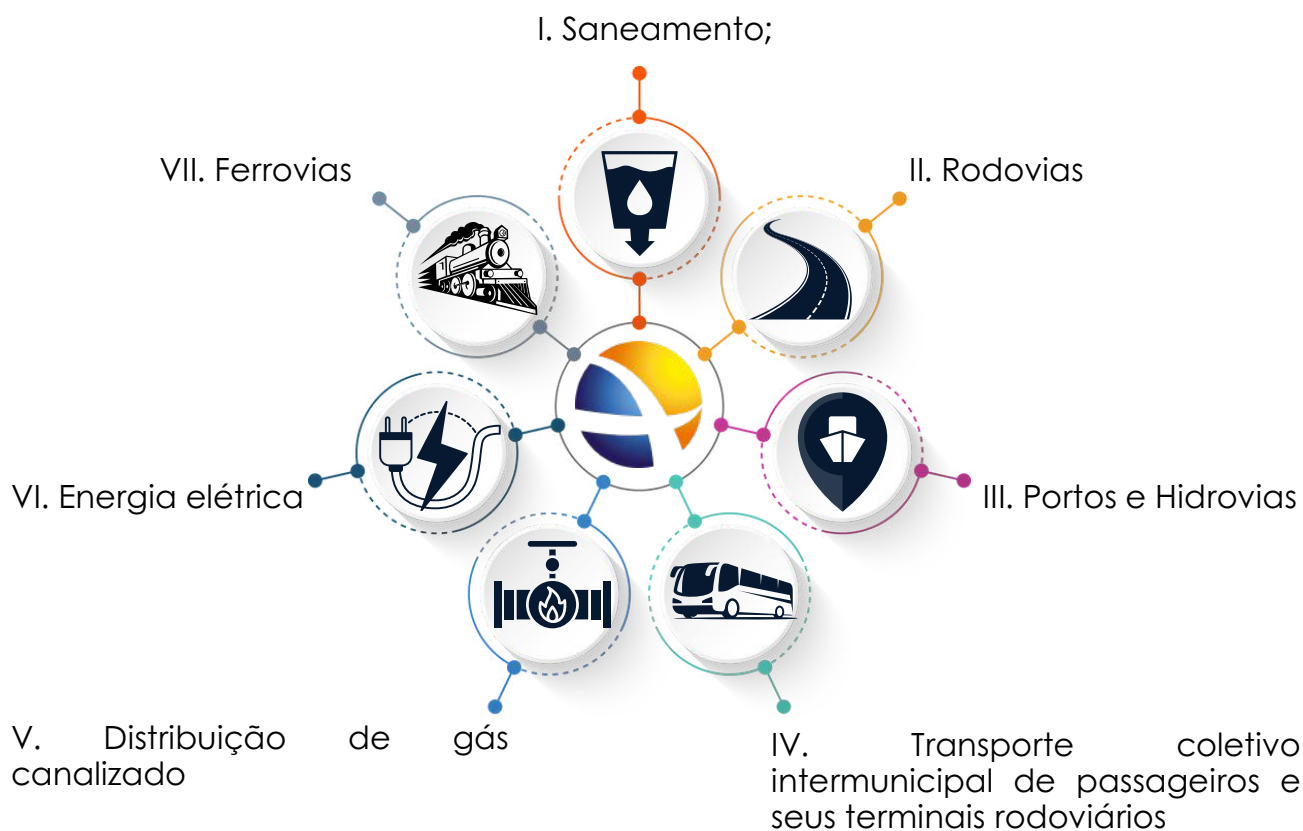 I. Saneamento;
II. Rodovias
III. Portos e Hidrovias
IV. Transporte coletivo
intermunicipal de passageiros e
seus terminais rodoviários
V. Distribuição de gás
canalizado
VI. Energia elétrica
VII. Ferrovias